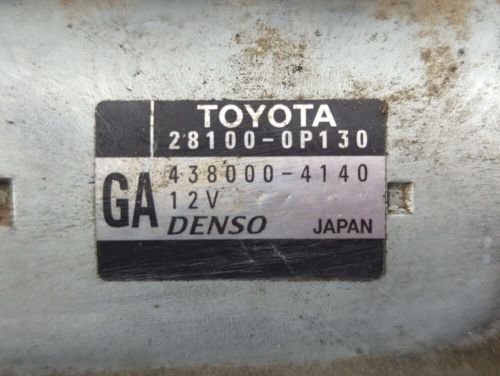 TOYOTA
28100-0P130
GA 438000-4140
12V
DENSO JAPAN